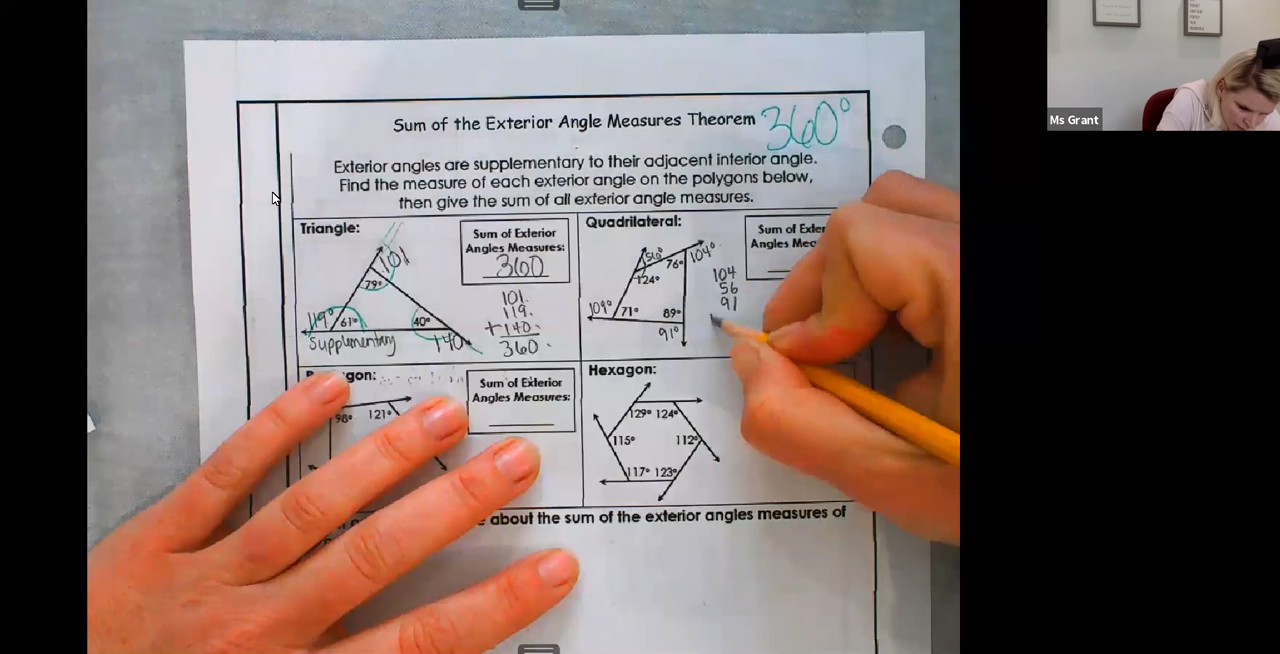 Ms Grant
Sum of the Exterior Angle Measures Theorem 360°
Exterior angles are supplementary to their adjacent interior angle.
Find the measure of each exterior angle on the polygons below,
then give the sum of all exterior angle measures.
Triangle:
Sum of Exterior
Angles Measures:
360
101
79°
119°
61°
40°
140
supplementary
101
119
+140
360
Quadrilateral:
Sum of
Angles
56°
104°
76°
124°
109°
71°
89°
91°
104
56
91
98°
121°
Sum of Exterior
Angles Measures:
Hexagon:
129° 124°
115°
112°
117° 123°
about the sum of the exterior angles measures of